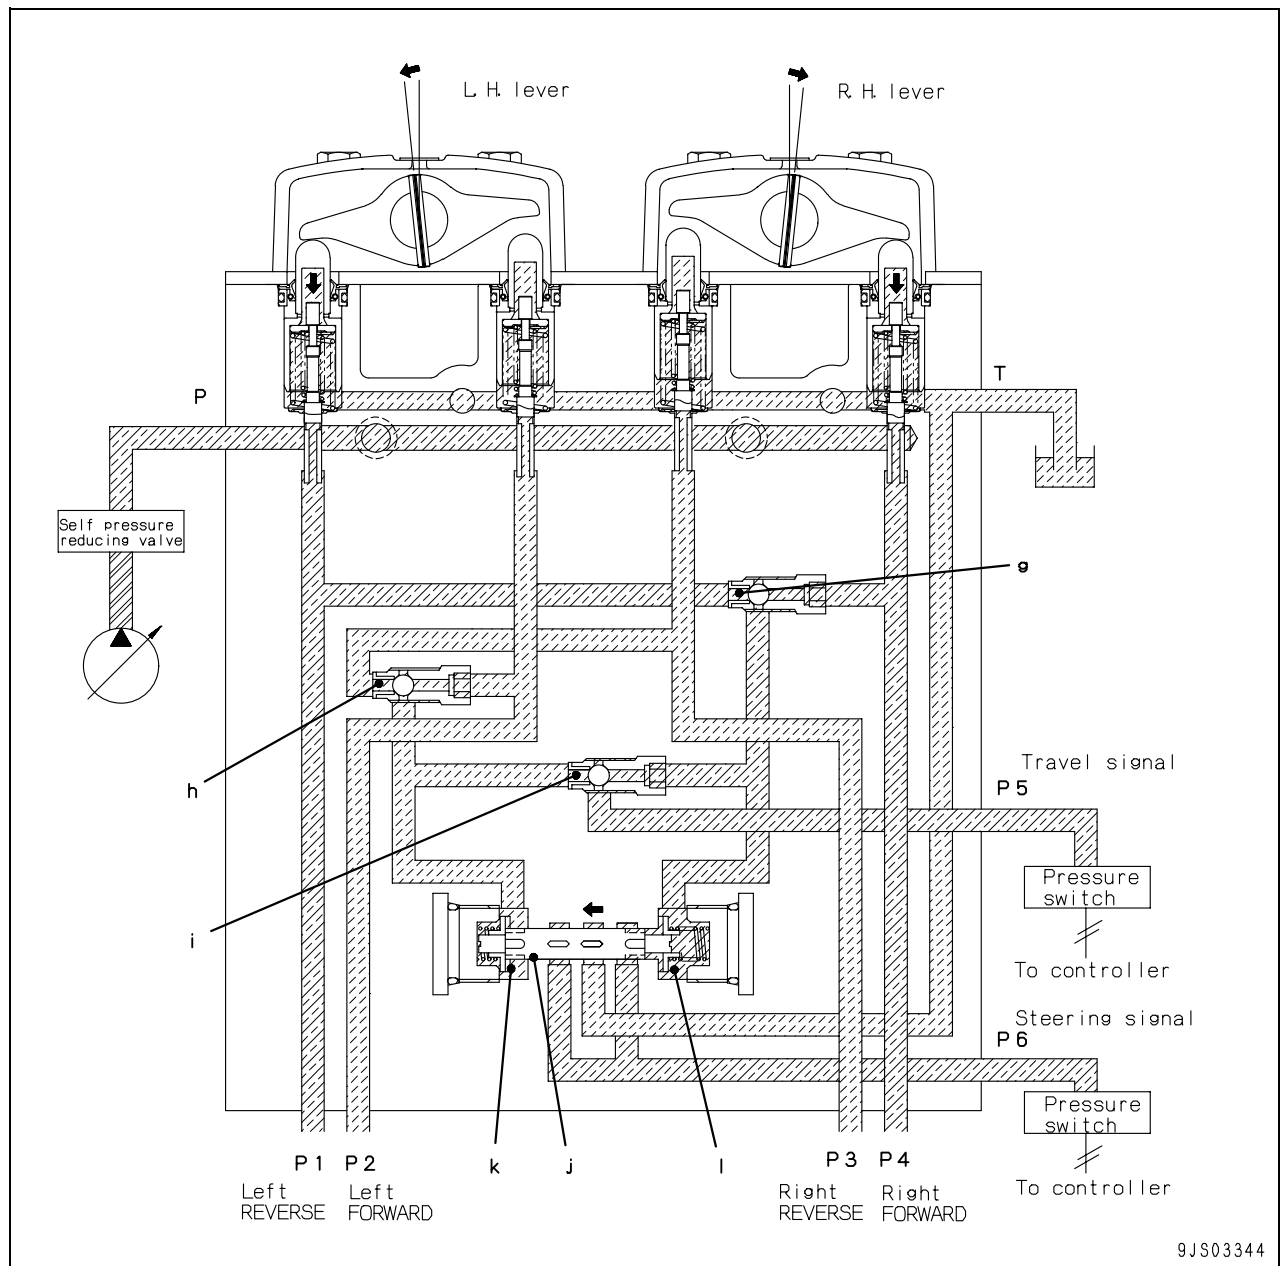 L.H. lever
R.H. lever
P
T
Self pressure
reducing valve
g
h
Travel signal
P5
Pressure
switch
i
To controller
Steering signal
P6
Pressure
switch
P1 P2 k j l P3 P4
Left REVERSE
Left FORWARD
Right REVERSE
Right FORWARD
To controller
9JS03344